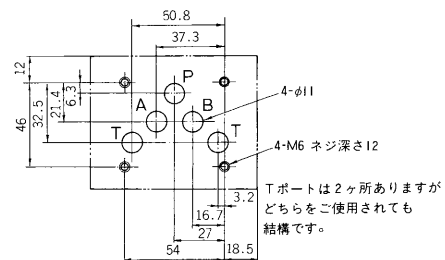 50.8
37.3
12
6.3
21.4
32.5
46
P
A
B
T
T
4-φ11
4-M6 ネジ深さ12
3.2
16.7
27
54
18.5
Tポートは2ヶ所ありますが
どちらをご使用されても
結構です。